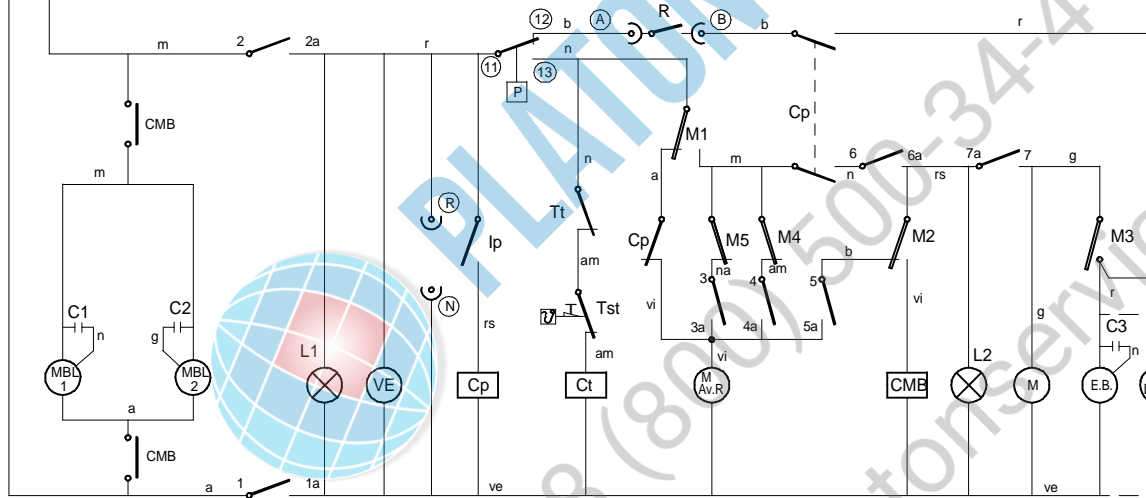 12 b A R B b r
m 2 2a r n
11 13
P
CMB Cp
M1
m 6 6a 7a 7 g
m n a n rs
R Tt Cp M5 M4 M2 M3
Ip
na am b
am 3 4 5 r
N Tst vi vi
C1 C2 rs 3a 4a 5a g C3
n g L1 am vi n
L2
MBL 1 MBL 2 VE Cp Ct M Av.R CMB M E.B.
a
CMB
a 1 1a ve ve
PLATON
8 (800) 500-34-4
tonservice